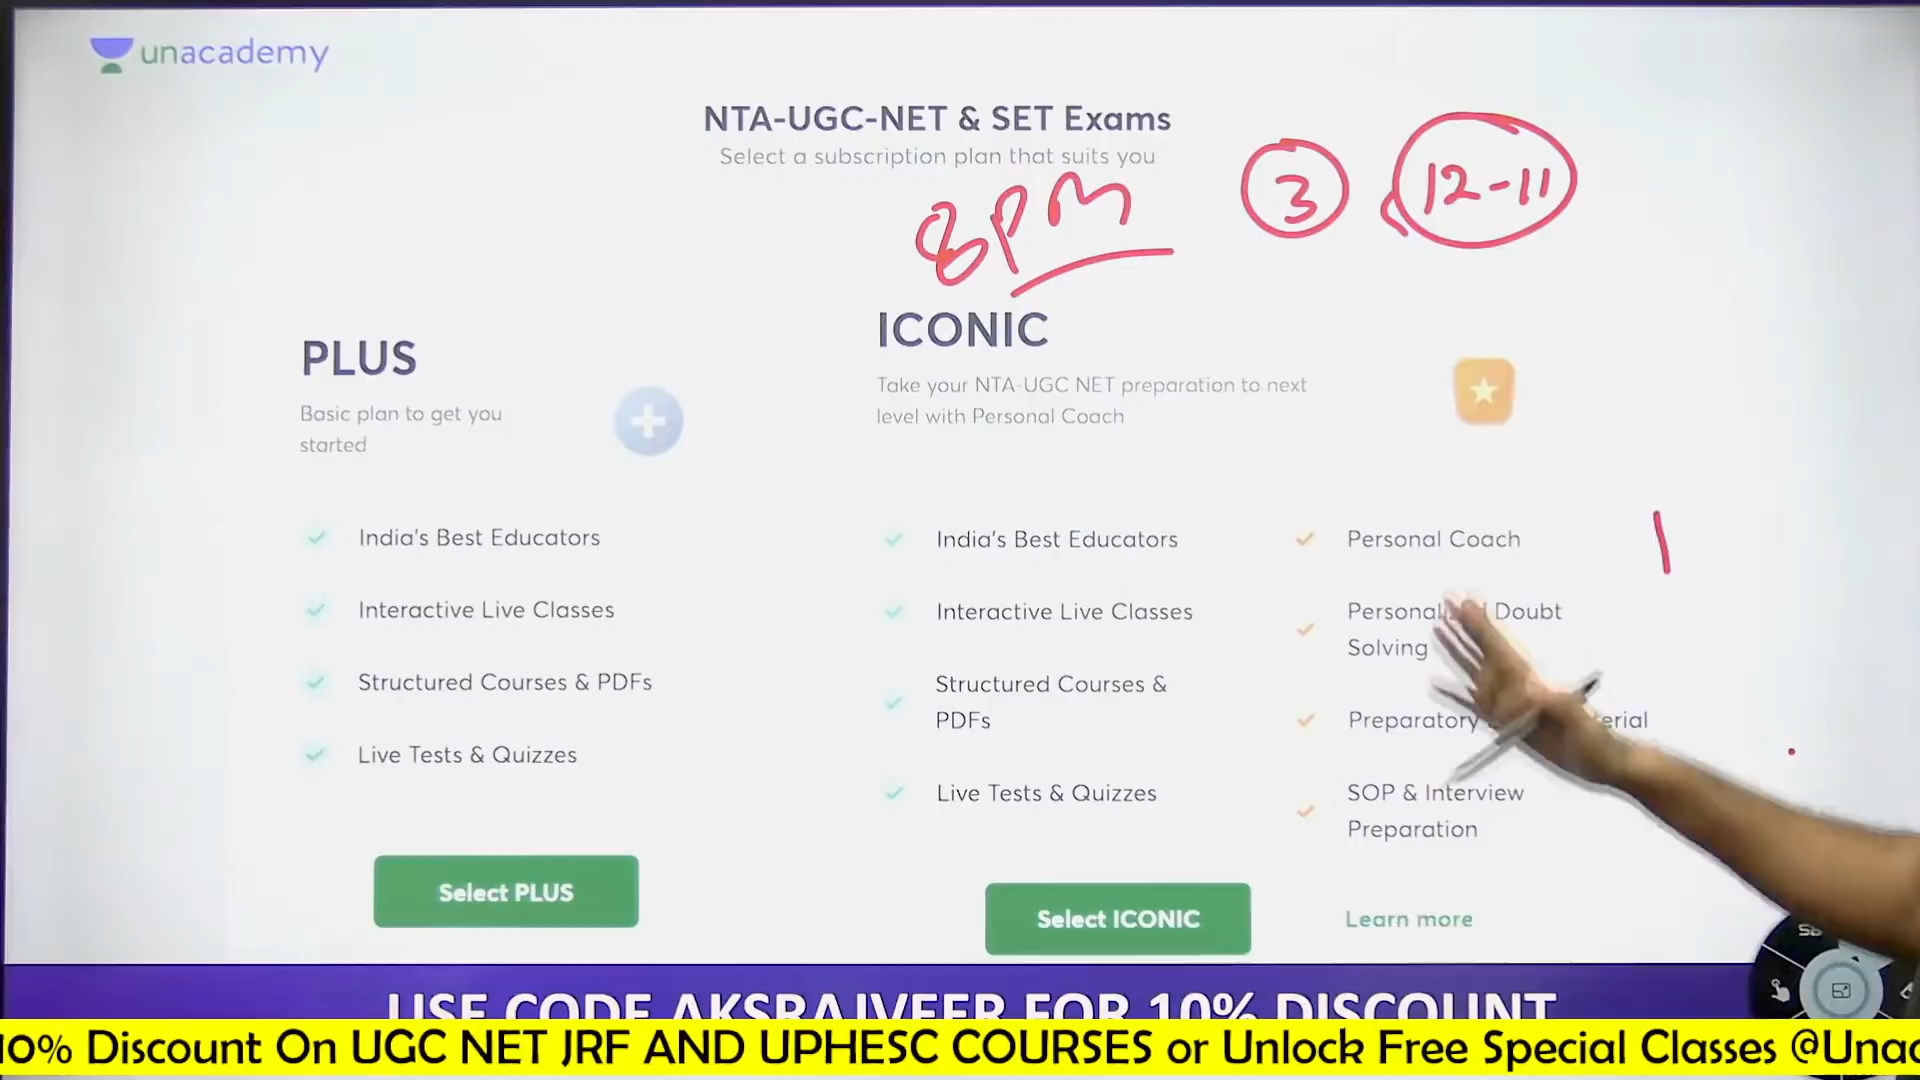 unacademy
NTA-UGC-NET & SET Exams
Select a subscription plan that suits you
8PM
3
12-11
PLUS
Basic plan to get you
started
India's Best Educators
Interactive Live Classes
Structured Courses & PDFs
Live Tests & Quizzes
Select PLUS
ICONIC
Take your NTA-UGC NET preparation to next
level with Personal Coach
India's Best Educators
Interactive Live Classes
Structured Courses &
PDFs
Live Tests & Quizzes
Select ICONIC
Personal Coach
Doubt
Solving
Preparatory
SOP & Interview
Preparation
Learn more
USE CODE AKSRAJVEER FOR 10% DISCOUNT
10% Discount On UGC NET JRF AND UPHESC COURSES or Unlock Free Special Classes @Unac